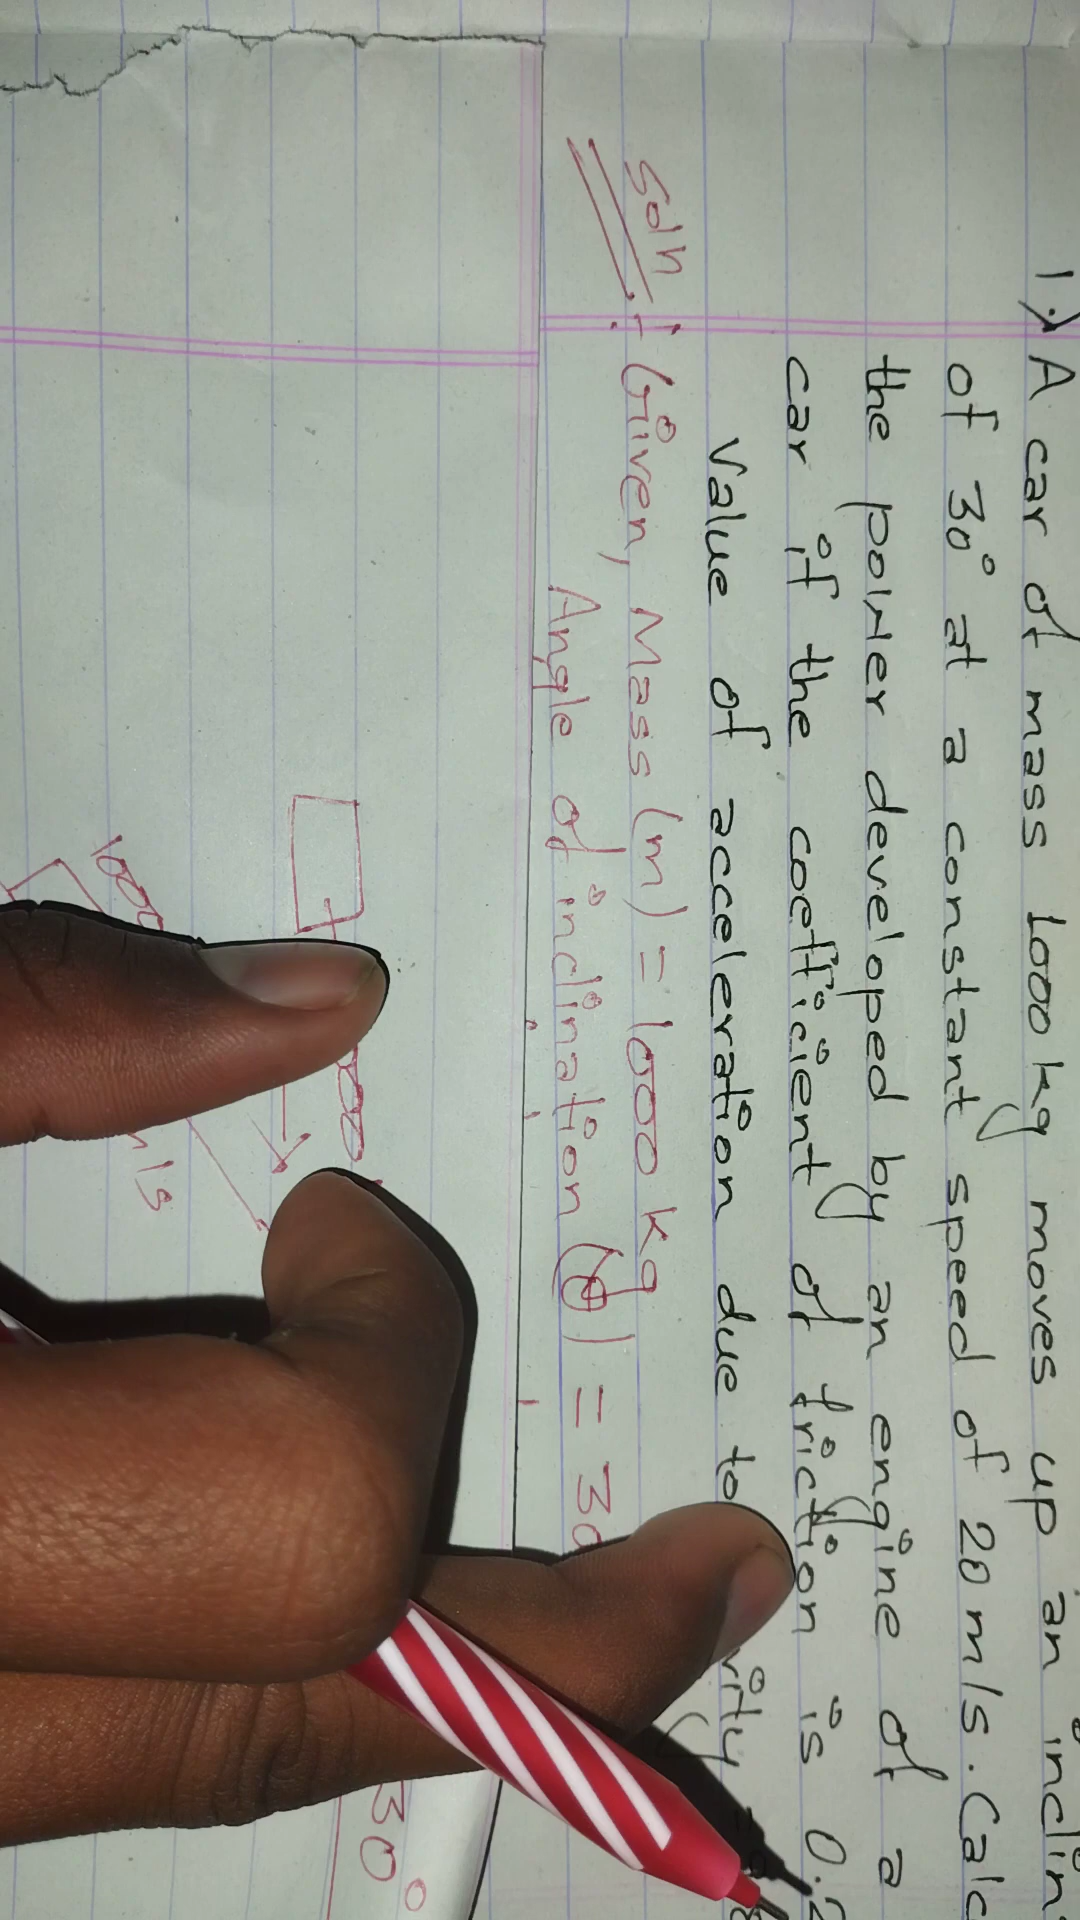 1.) A car of mass 1000 kg moves up an inclin
of 30° at a constant speed of 20 m/s. Calc
the power developed by an engine of a
car if the coefficient of friction is 0.2
value of acceleration due to
Soln :- Given, Mass (m) = 1000 kg
Angle of inclination (θ) = 30
1000
m/s
30°